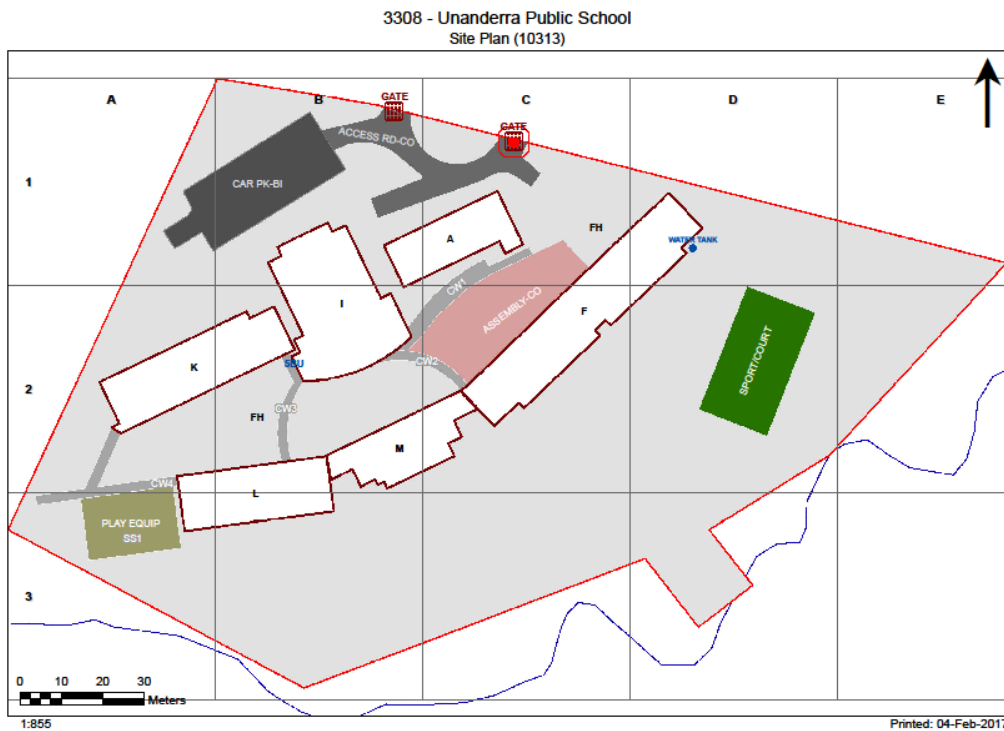 3308 - Unanderra Public School
Site Plan (10313)
A B C D E
GATE
GATE
ACCESS RD-CO
CAR PK-BI
1
A
FH
WATER TANK
CW1
I
ASSEMBLY-CO
F
SPORT/COURT
SBU
CW2
K
2
CW3
FH
M
CW4
L
PLAY EQUIP
SS1
3
0 10 20 30
Meters
1:855
Printed: 04-Feb-2017